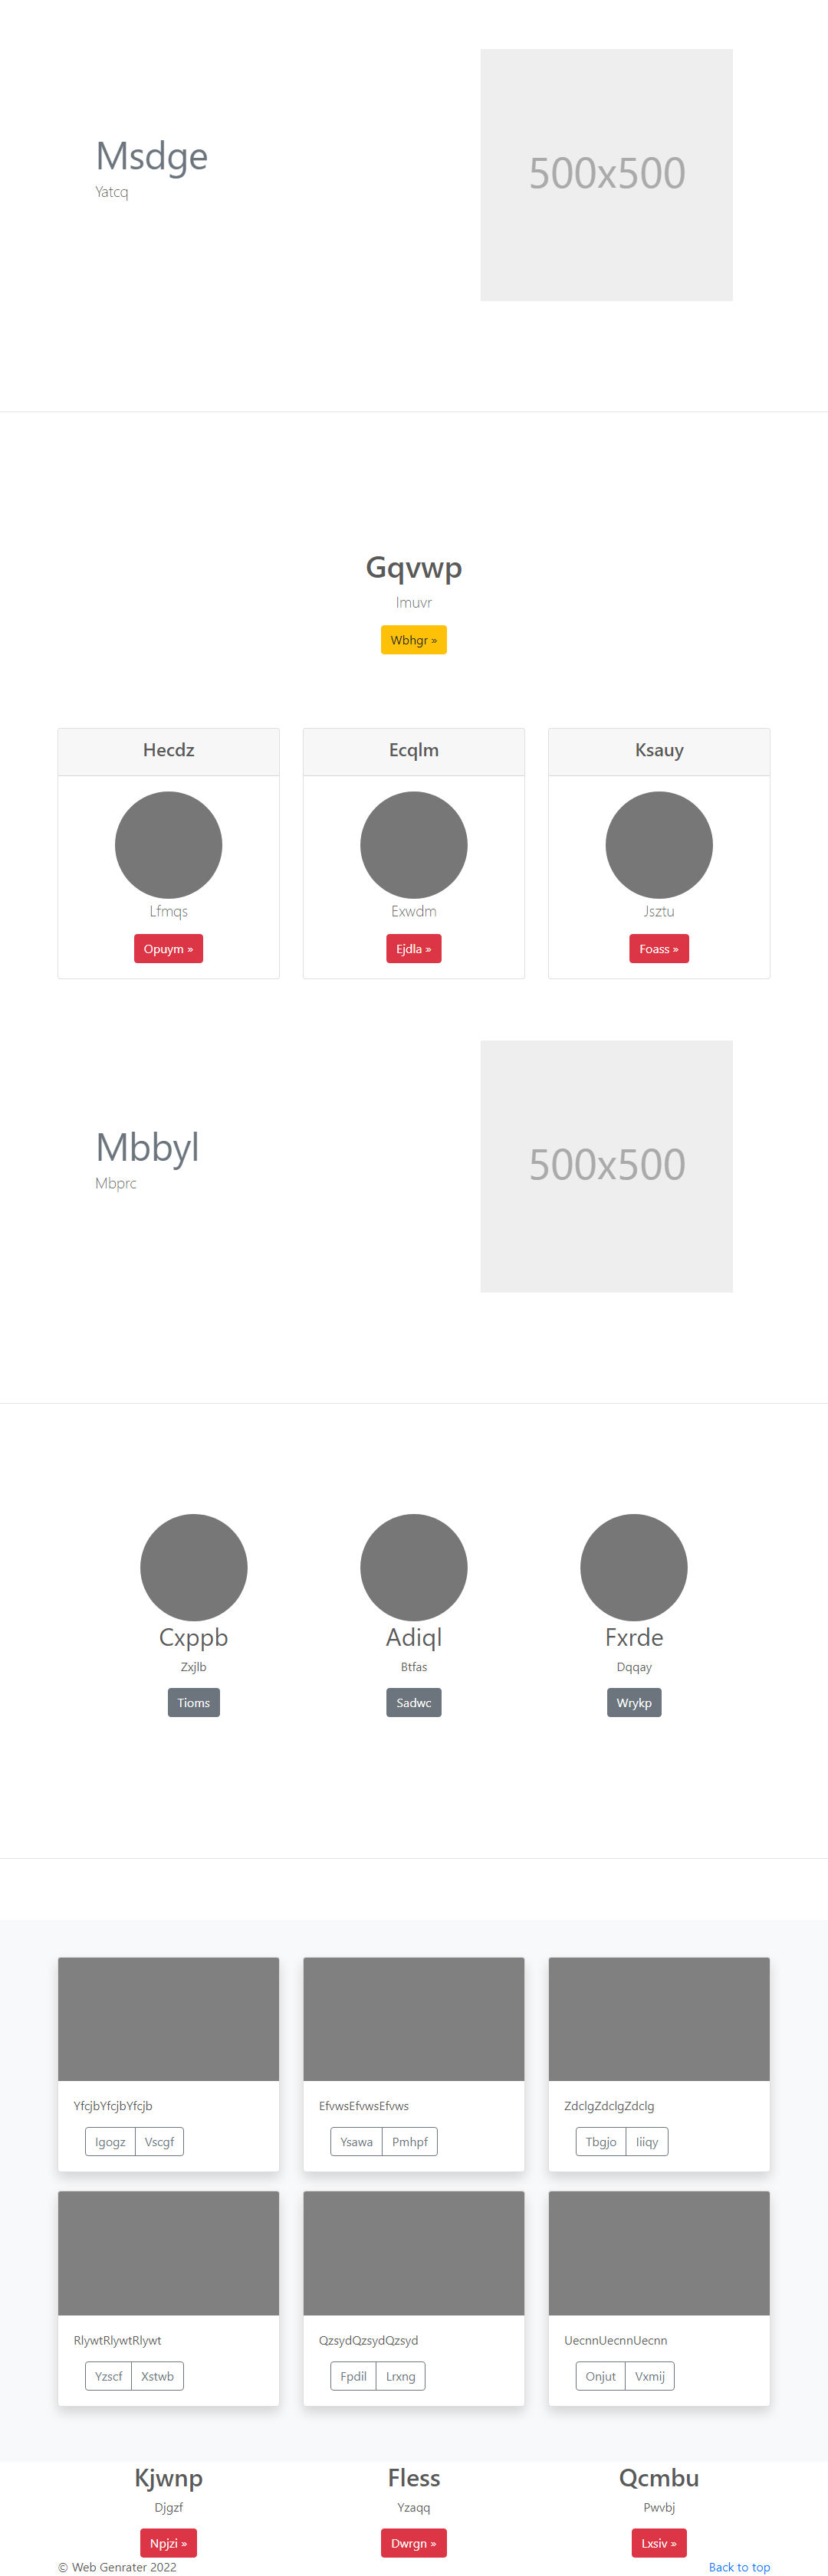 Msdge
Yatcq
500x500
Gqvwp
Imuvr
Wbhgr »
Hecdz Ecqlm Ksauy
Lfmqs Exwdm Jsztu
Opuym » Ejdla » Foass »
Mbbyl
Mbprc
500x500
Cxppb Adiql Fxrde
Zxjlb Btfas Dqqay
Tioms Sadwc Wrykp
YfcjbYfcjbYfcjb EfvwsEfvwsEfvws ZdclgZdclgZdclg
Igogz Vscgf Ysawa Pmhpf Tbgjo Iiiqy
RlywtRlywtRlywt QzsydQzsydQzsyd UecnnUecnnUecnn
Yzscf Xstwb Fpdil Lrxng Onjut Vxmij
Kjwnp Fless Qcmbu
Djgzf Yzaqq Pwvbj
Npjzi » Dwrgn » Lxsiv »
© Web Genrater 2022 Back to top